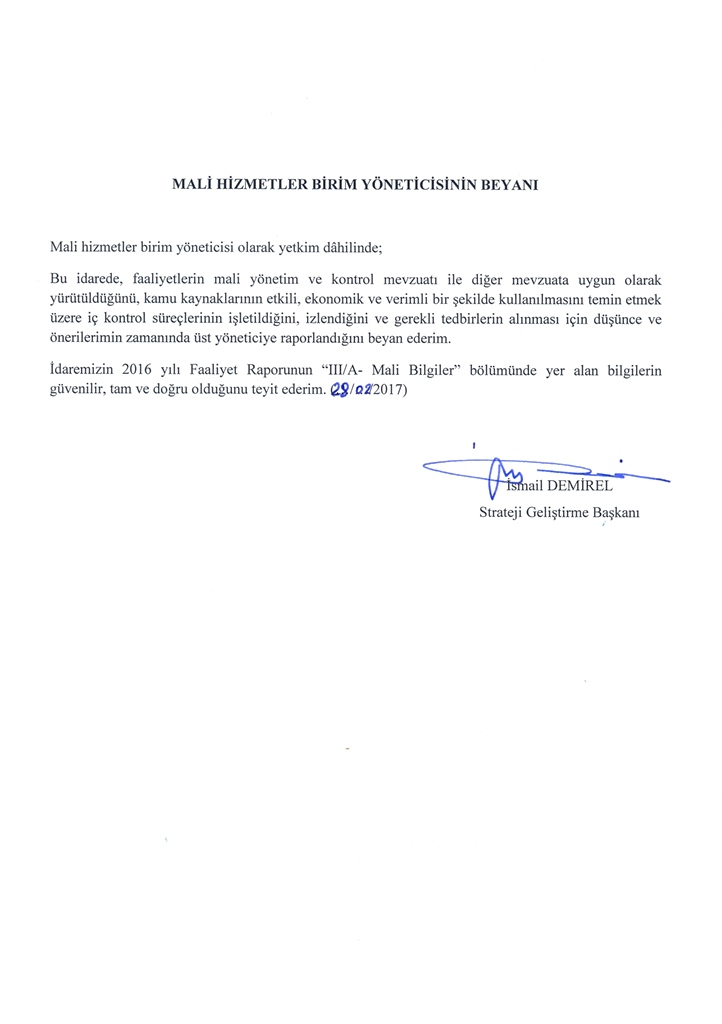 MALİ HİZMETLER BİRİM YÖNETİCİSİNİN BEYANI
Mali hizmetler birim yöneticisi olarak yetkim dâhilinde;
Bu idarede, faaliyetlerin mali yönetim ve kontrol mevzuatı ile diğer mevzuata uygun olarak
yürütüldüğünü, kamu kaynaklarının etkili, ekonomik ve verimli bir şekilde kullanılmasını temin etmek
üzere iç kontrol süreçlerinin işletildiğini, izlendiğini ve gerekli tedbirlerin alınması için düşünce ve
önerilerimin zamanında üst yöneticiye raporlandığını beyan ederim.
İdaremizin 2016 yılı Faaliyet Raporunun “III/A- Mali Bilgiler” bölümünde yer alan bilgilerin
güvenilir, tam ve doğru olduğunu teyit ederim. (/2017)
İsmail DEMİREL
Strateji Geliştirme Başkanı